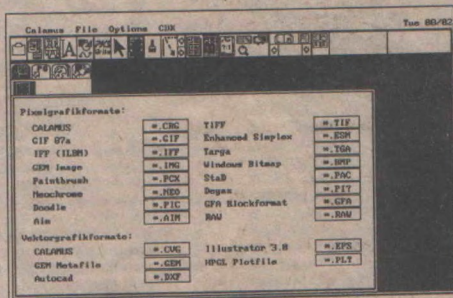 Calamus File Options CDK Tue 08/02
Pixelgrafikformate:
CALAMUS *.CRG
GIF 87a *.GIF
IFF (ILBM) *.IFF
GEM Image *.IMG
Paintbrush *.PCX
Neochrome *.NEO
Doodle *.PIC
Aim *.AIM
TIFF *.TIF
Enhanced Simplex *.ESM
Targa *.TGA
Windows Bitmap *.BMP
StaD *.PAC
Degas *.PI?
GFA Blockformat *.GFA
RAW *.RAW
Vektorgrafikformate:
CALAMUS *.CVG
GEM Metafile *.GEM
Autocad *.DXF
Illustrator 3.0 *.EPS
HPGL Plotfile *.PLT